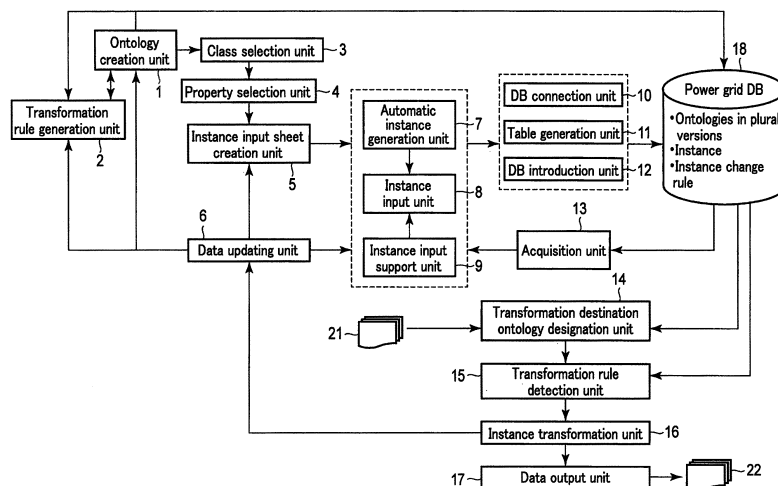 Ontology
creation unit
1
Class selection unit
3
Property selection unit
4
Transformation
rule generation unit
2
Instance input sheet
creation unit
5
Automatic
instance
generation unit
7
Instance
input unit
8
Instance input
support unit
9
DB connection unit
10
Table generation unit
11
DB introduction unit
12
18
Power grid DB
•Ontologies in plural
versions
•Instance
•Instance change
rule
6
Data updating unit
13
Acquisition unit
14
Transformation destination
ontology designation unit
21
15
Transformation rule
detection unit
Instance transformation unit
16
17
Data output unit
22